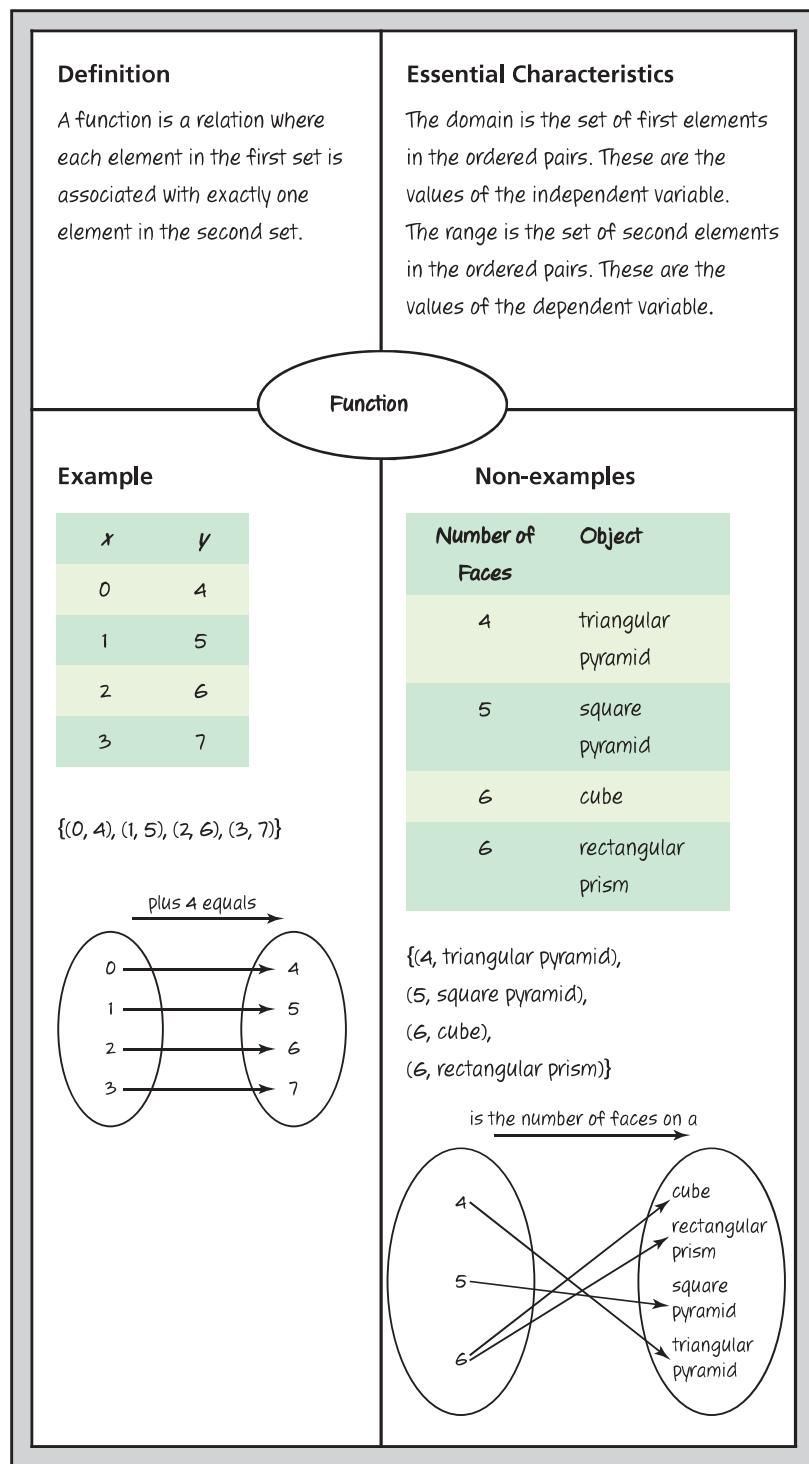 Definition
A function is a relation where
each element in the first set is
associated with exactly one
element in the second set.
Essential Characteristics
The domain is the set of first elements
in the ordered pairs. These are the
values of the independent variable.
The range is the set of second elements
in the ordered pairs. These are the
values of the dependent variable.
Function
Example
x y
0 4
1 5
2 6
3 7
{(0, 4), (1, 5), (2, 6), (3, 7)}
plus 4 equals
0 4
1 5
2 6
3 7
Non-examples
Number of Object
Faces
4 triangular
pyramid
5 square
pyramid
6 cube
6 rectangular
prism
{(4, triangular pyramid),
(5, square pyramid),
(6, cube),
(6, rectangular prism)}
is the number of faces on a
4
5
6
cube
rectangular
prism
square
pyramid
triangular
pyramid